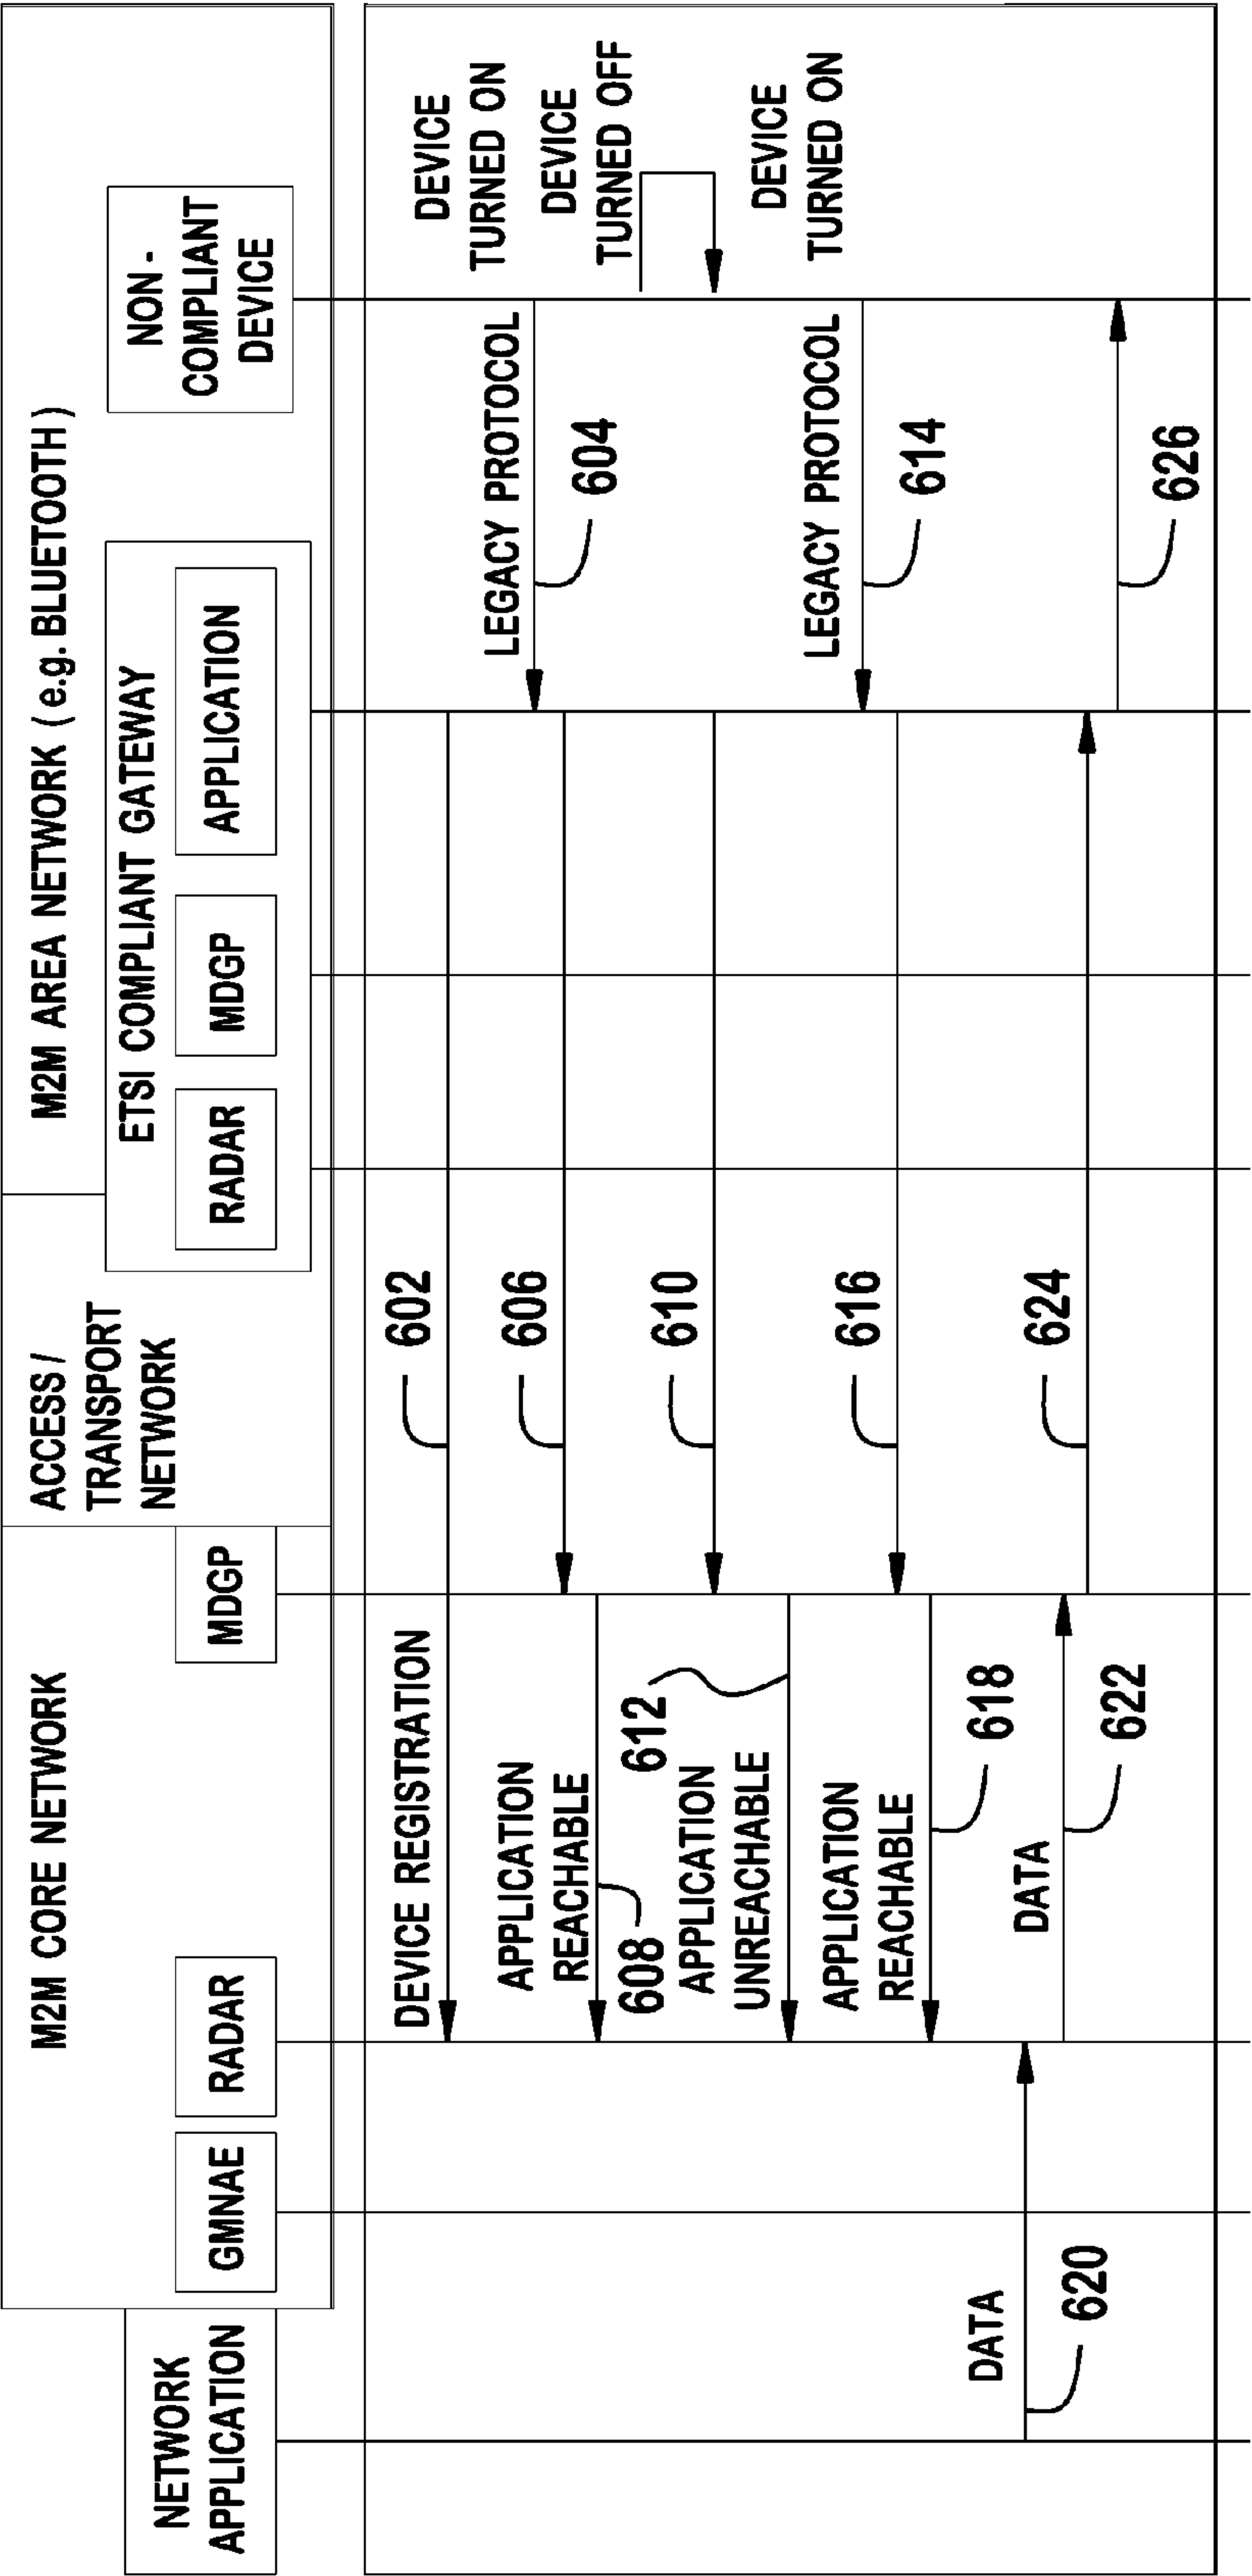 M2M CORE NETWORK
ACCESS /
TRANSPORT
NETWORK
M2M AREA NETWORK ( e.g. BLUETOOTH )
NETWORK
APPLICATION
GMNAE
RADAR
MDGP
ETSI COMPLIANT GATEWAY
RADAR
MDGP
APPLICATION
NON -
COMPLIANT
DEVICE
DEVICE
TURNED ON
602
DEVICE REGISTRATION
LEGACY PROTOCOL
604
606
APPLICATION
REACHABLE
608
DEVICE
TURNED OFF
610
612
APPLICATION
UNREACHABLE
DEVICE
TURNED ON
LEGACY PROTOCOL
614
616
APPLICATION
REACHABLE
618
DATA
620
DATA
622
624
626